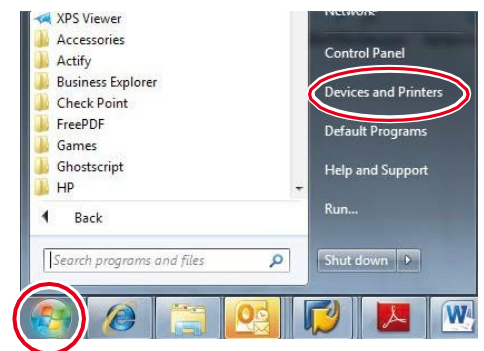 XPS Viewer
Accessories
Actify
Business Explorer
Check Point
FreePDF
Games
Ghostscript
HP
Back
Search programs and files
Network
Control Panel
Devices and Printers
Default Programs
Help and Support
Run...
Shut down
W